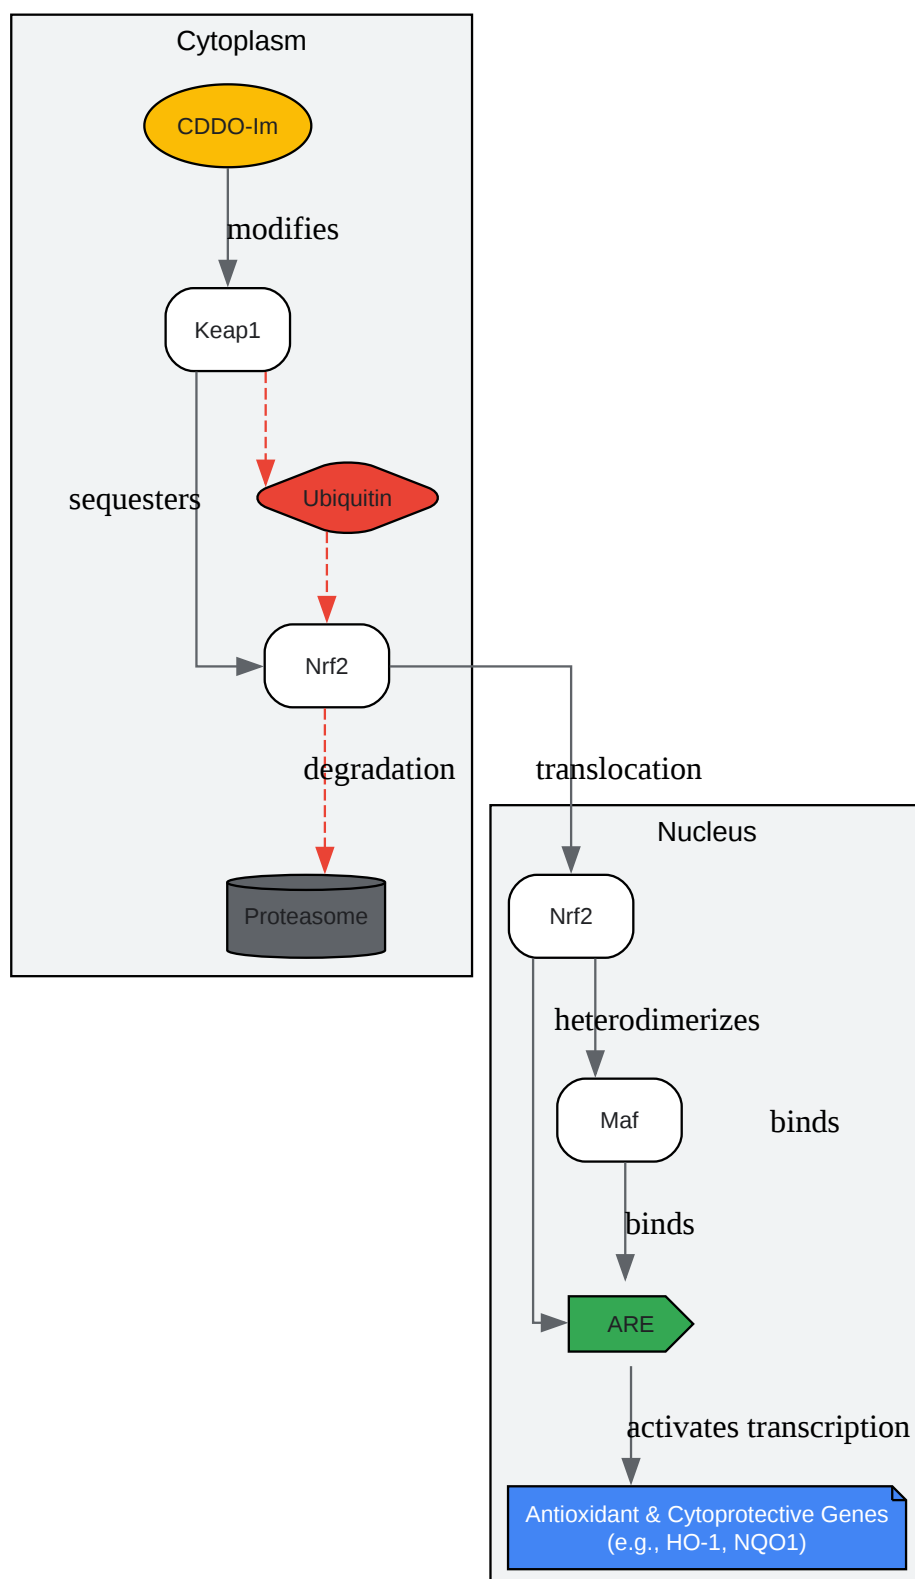 Cytoplasm
CDDO-Im
modifies
Keap1
sequesters
Ubiquitin
Nrf2
degradation
translocation
Proteasome
Nucleus
Nrf2
heterodimerizes
Maf
binds
binds
ARE
activates transcription
Antioxidant & Cytoprotective Genes
(e.g., HO-1, NQO1)